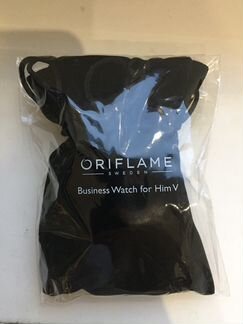 ORIFLAME
SWEDEN
Business Watch for Him V